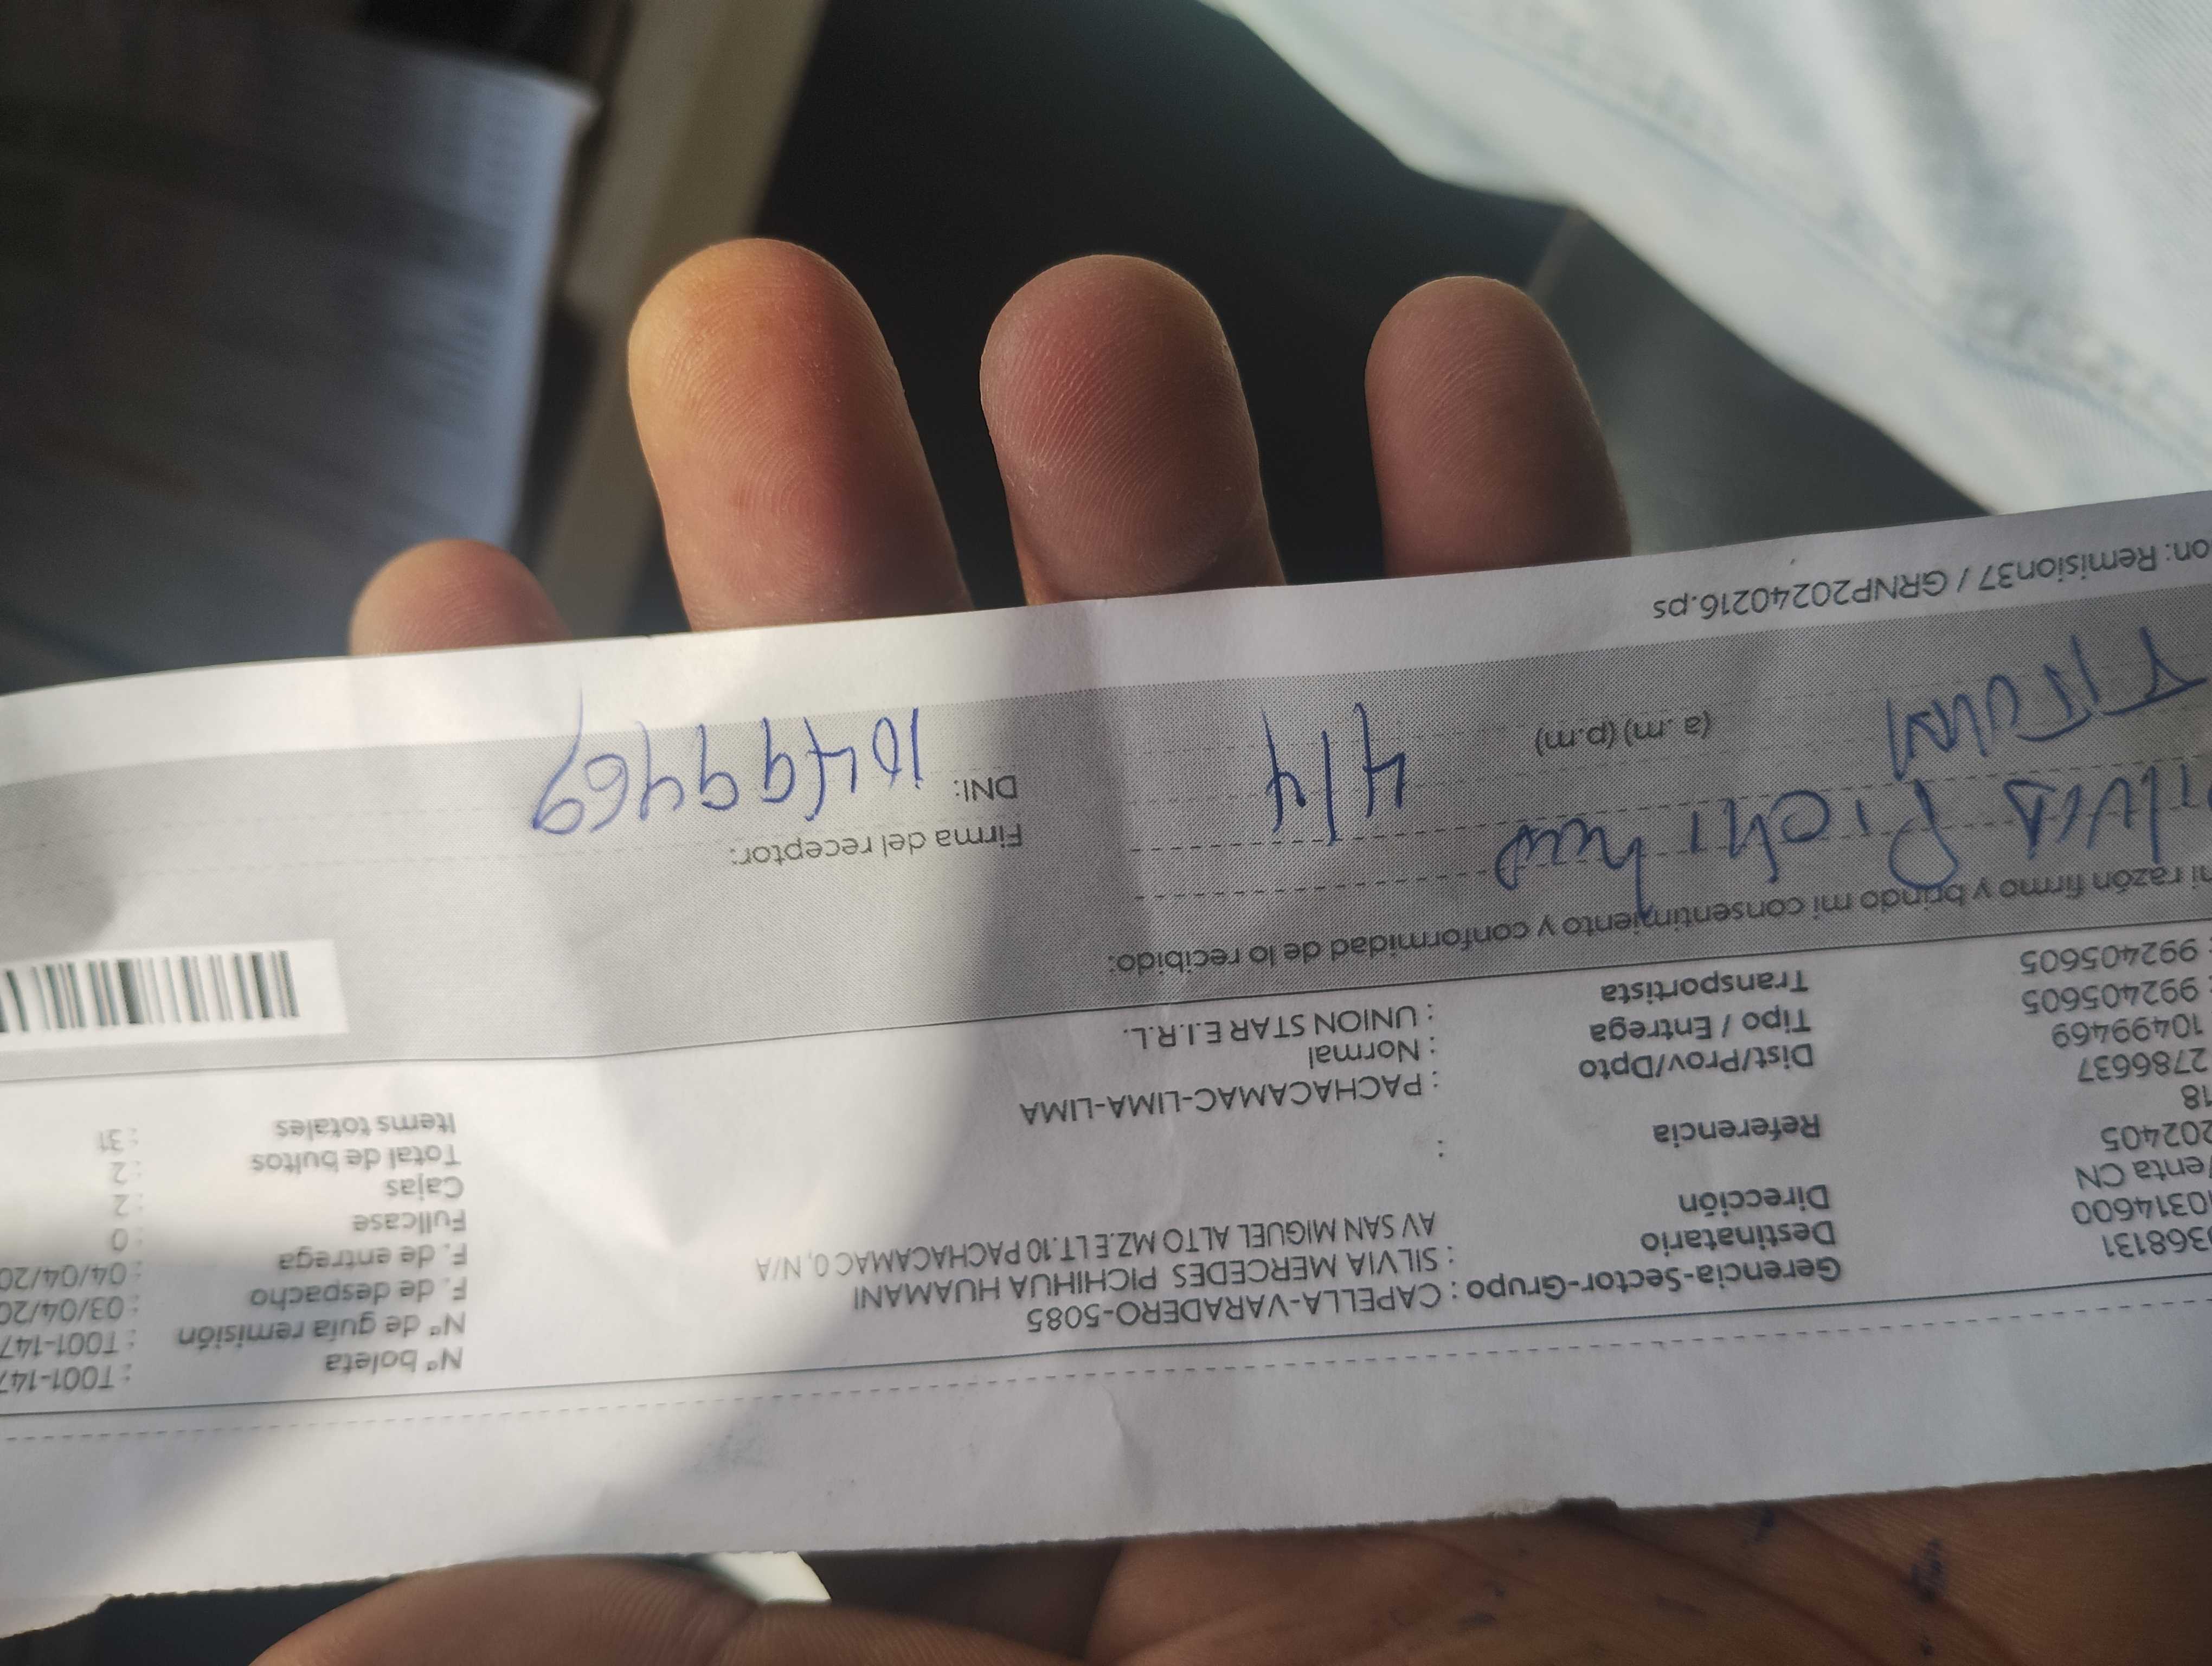 Nº boleta : T001-147
Nº de guía remisión : T001-147
F. de despacho : 03/04/20
F. de entrega : 04/04/20
Fullcase : 0
Cajas : 2
Total de bultos : 2
Items totales : 31
Gerencia-Sector-Grupo : CAPELLA-VARADERO-5085
Destinatario : SILVIA MERCEDES PICHIHUA HUAMANI
Dirección AV SAN MIGUEL ALTO MZ.E LT.10 PACHACAMAC 0, N/A
Referencia :
Dist/Prov/Dpto : PACHACAMAC-LIMA-LIMA
Tipo / Entrega : Normal
Transportista : UNION STAR E.I.R.L.
368131
0314600
enta CN
202405
18
2786637
10499469
: 992405605
: 992405605
mi razón firmo y brindo mi consentimiento y conformidad de lo recibido:
Pichihua
4/4
(a.m) (p.m)
Firma del receptor:
DNI: 10499469
on: Remision37 / GRNP20240216.ps